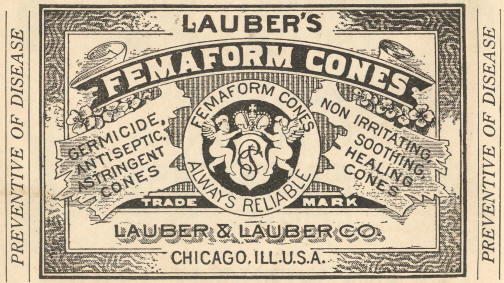 PREVENTIVE OF DISEASE
LAUBER'S
FEMAFORM CONES
GERMICIDE,
ANTISEPTIC,
ASTRINGENT
CONES
FEMAFORM CONES
ALWAYS RELIABLE
NON IRRITATING,
SOOTHING,
HEALING
CONES
TRADE MARK
LAUBER & LAUBER CO.
CHICAGO, ILL. U.S.A.
PREVENTIVE OF DISEASE